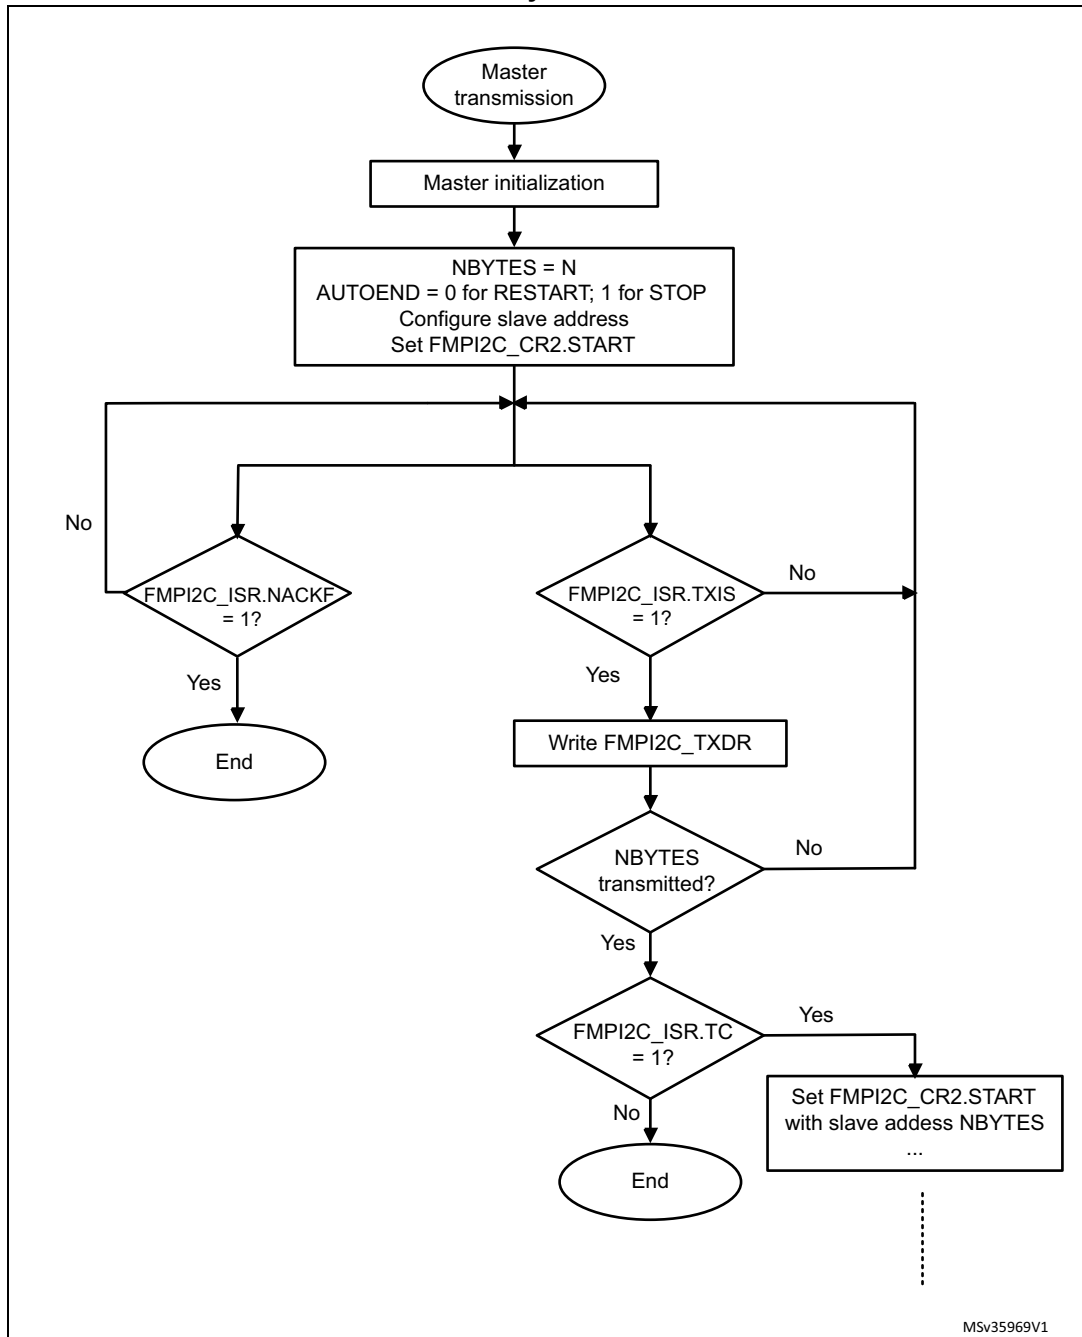 Master
transmission
Master initialization
NBYTES = N
AUTOEND = 0 for RESTART; 1 for STOP
Configure slave address
Set FMPI2C_CR2.START
No
FMPI2C_ISR.NACKF
= 1?
Yes
End
FMPI2C_ISR.TXIS
= 1?
No
Yes
Write FMPI2C_TXDR
NBYTES
transmitted?
No
Yes
FMPI2C_ISR.TC
= 1?
Yes
No
Set FMPI2C_CR2.START
with slave addess NBYTES
...
End
MSv35969V1